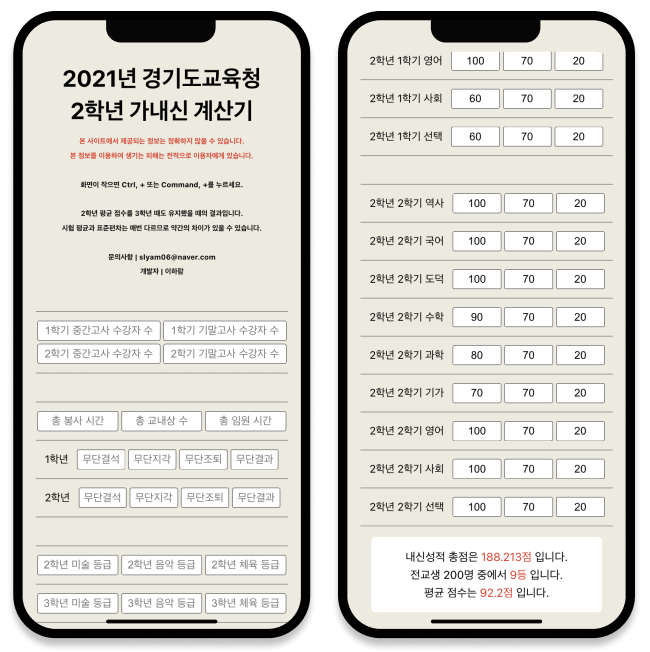 2021년 경기도교육청
2학년 가내신 계산기
본 사이트에서 제공되는 정보는 정확하지 않을 수 있습니다.
본 정보를 이용하여 생기는 피해는 전적으로 이용자에게 있습니다.
화면이 작으면 Ctrl, + 또는 Command, +를 누르세요.
2학년 평균 점수를 3학년 때도 유지했을 때의 결과입니다.
시험 평균과 표준편차는 매번 다르므로 약간의 차이가 있을 수 있습니다.
문의사항 | slyam06@naver.com
개발자 | 이하람
1학기 중간고사 수강자 수 1학기 기말고사 수강자 수
2학기 중간고사 수강자 수 2학기 기말고사 수강자 수
총 봉사 시간 총 교내상 수 총 임원 시간
1학년 무단결석 무단지각 무단조퇴 무단결과
2학년 무단결석 무단지각 무단조퇴 무단결과
2학년 미술 등급 2학년 음악 등급 2학년 체육 등급
3학년 미술 등급 3학년 음악 등급 3학년 체육 등급
2학년 1학기 영어 100 70 20
2학년 1학기 사회 60 70 20
2학년 1학기 선택 60 70 20
2학년 2학기 역사 100 70 20
2학년 2학기 국어 100 70 20
2학년 2학기 도덕 100 70 20
2학년 2학기 수학 90 70 20
2학년 2학기 과학 80 70 20
2학년 2학기 기가 70 70 20
2학년 2학기 영어 100 70 20
2학년 2학기 사회 100 70 20
2학년 2학기 선택 100 70 20
내신성적 총점은 188.213점 입니다.
전교생 200명 중에서 9등 입니다.
평균 점수는 92.2점 입니다.